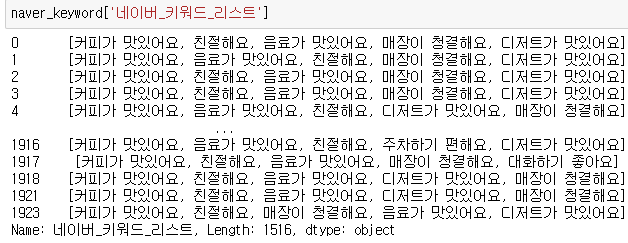 naver_keyword['네이버_키워드_리스트']
0 [커피가 맛있어요, 친절해요, 음료가 맛있어요, 매장이 청결해요, 디저트가 맛있어요]
1 [커피가 맛있어요, 음료가 맛있어요, 친절해요, 매장이 청결해요, 디저트가 맛있어요]
2 [커피가 맛있어요, 친절해요, 음료가 맛있어요, 매장이 청결해요, 디저트가 맛있어요]
3 [커피가 맛있어요, 친절해요, 음료가 맛있어요, 매장이 청결해요, 디저트가 맛있어요]
4 [커피가 맛있어요, 음료가 맛있어요, 친절해요, 디저트가 맛있어요, 매장이 청결해요]
...
1916 [커피가 맛있어요, 음료가 맛있어요, 친절해요, 주차하기 편해요, 디저트가 맛있어요]
1917 [커피가 맛있어요, 친절해요, 음료가 맛있어요, 매장이 청결해요, 대화하기 좋아요]
1918 [커피가 맛있어요, 친절해요, 음료가 맛있어요, 디저트가 맛있어요, 매장이 청결해요]
1921 [커피가 맛있어요, 음료가 맛있어요, 친절해요, 디저트가 맛있어요, 매장이 청결해요]
1923 [커피가 맛있어요, 친절해요, 매장이 청결해요, 음료가 맛있어요, 디저트가 맛있어요]
Name: 네이버_키워드_리스트, Length: 1516, dtype: object